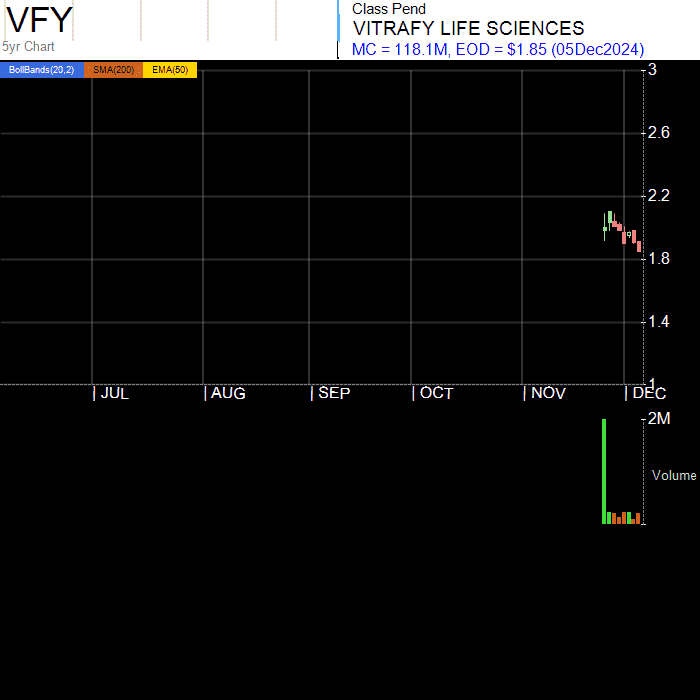 VFY
5yr Chart
Class Pend
VITRAFY LIFE SCIENCES
MC = 118.1M, EOD = $1.85 (05Dec2024)
BollBands(20,2) SMA(200) EMA(50)
3
2.6
2.2
1.8
1.4
1
| JUL | AUG | SEP | OCT | NOV | DEC
2M
Volume